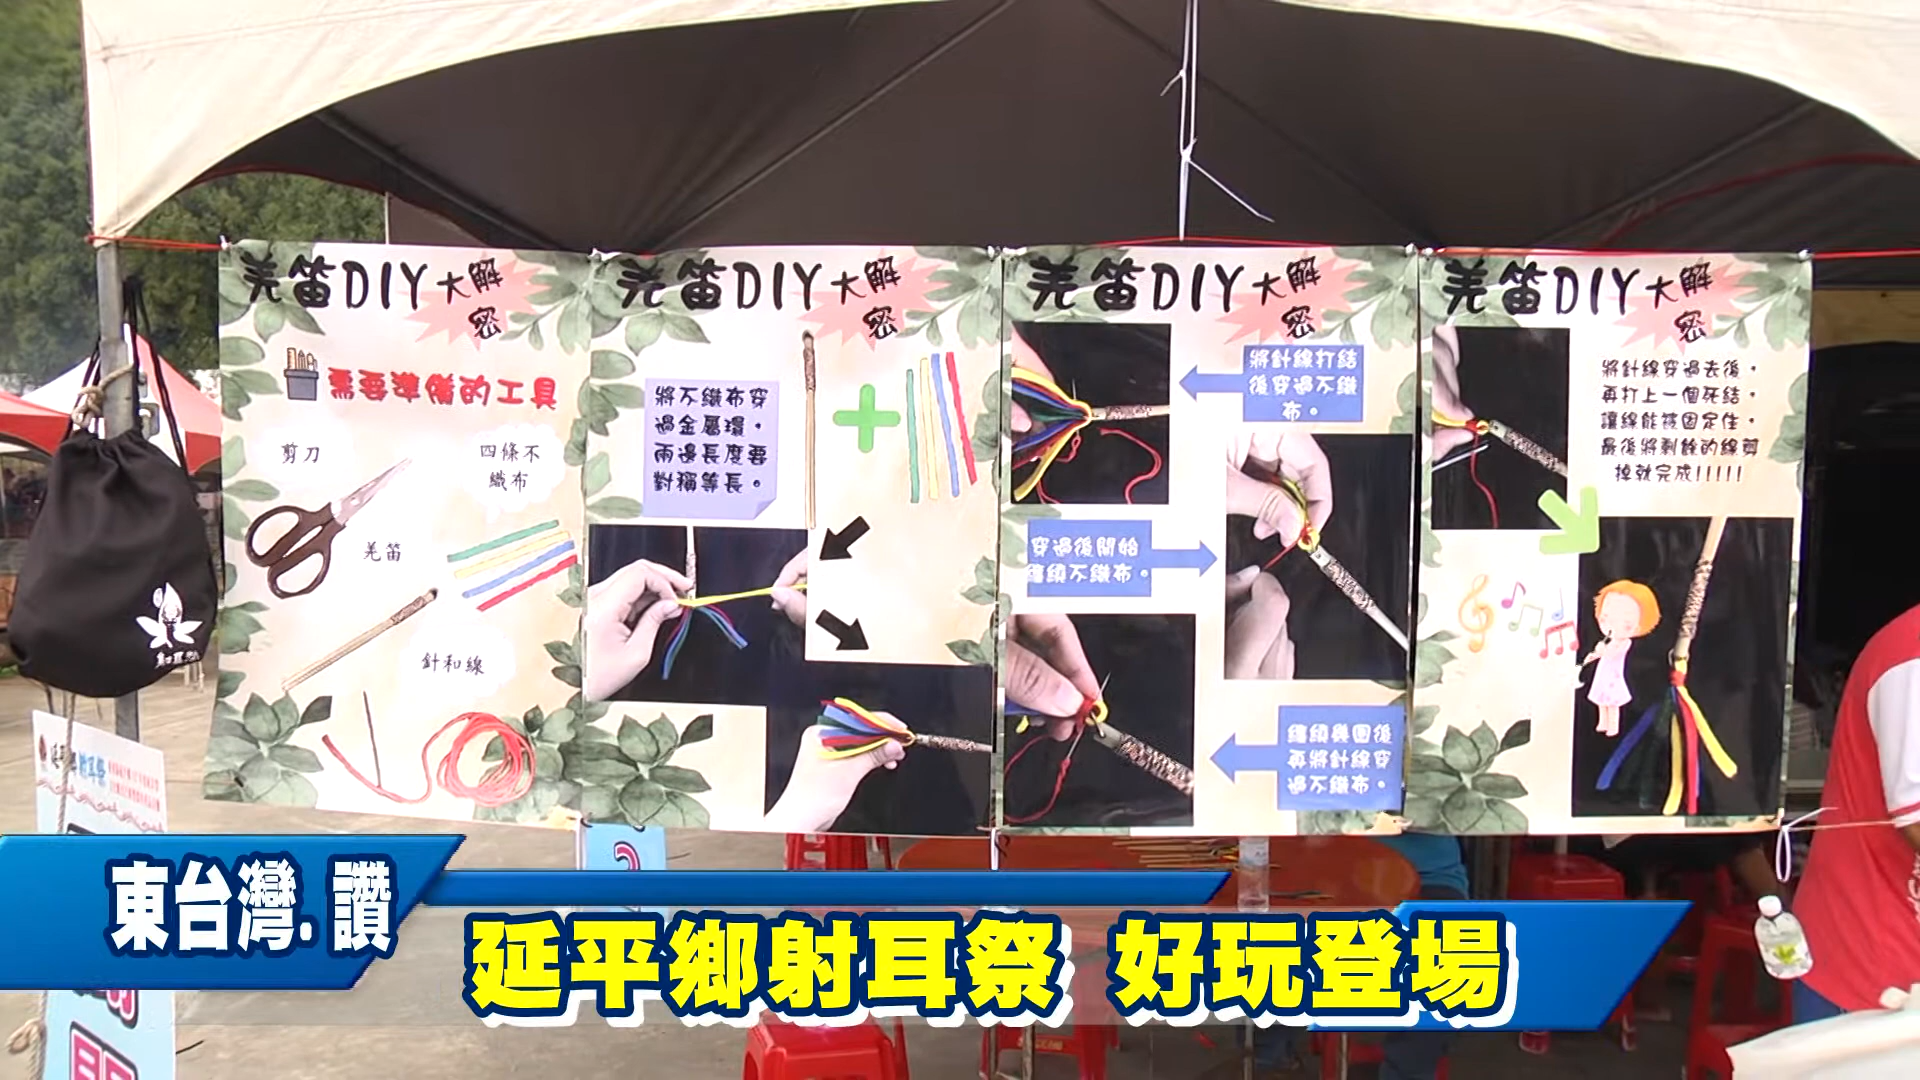 羌笛DIY大解密
需要準備的工具
剪刀
四條不
織布
羌笛
針和線
羌笛DIY大解密
將不織布穿
過金屬環，
兩邊長度要
對稱等長。
羌笛DIY大解密
將針線打結
後穿過不織
布。
穿過後開始
纏繞不織布。
纏繞與固後
再將針線穿
過不織布。
羌笛DIY大解密
將針線穿過去後，
再打上一個死結，
讓線能被固定住，
最後將剩餘的線剪
掉就完成!!!!!
射耳祭
東台灣.讚
延平鄉射耳祭 好玩登場